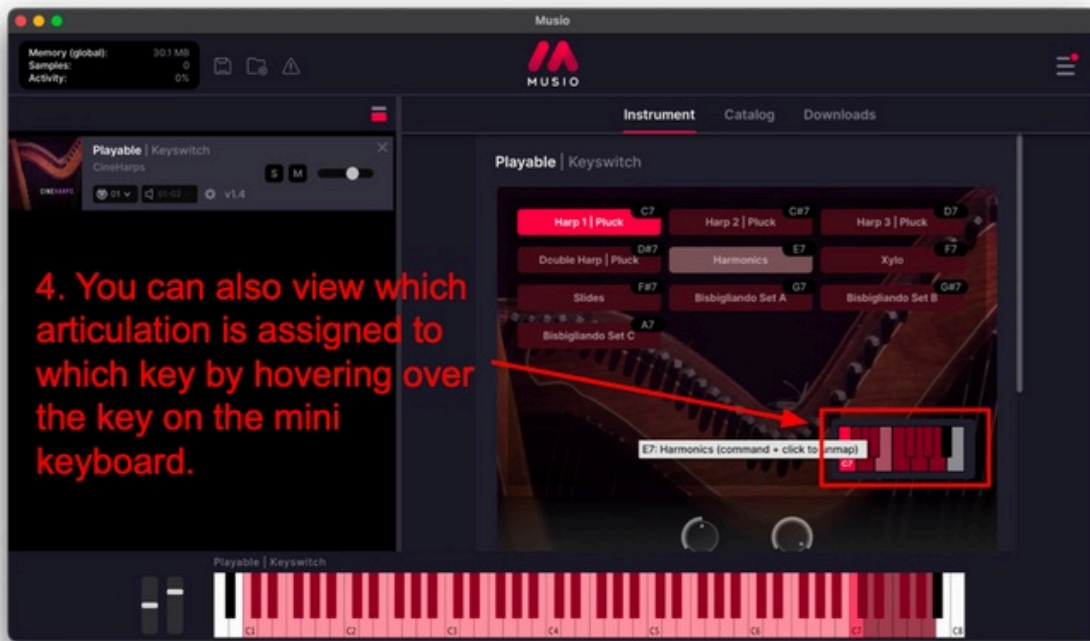 Musio
Memory (global): 30.1 MB
Samples: 0
Activity: 0%
MUSIO
Instrument Catalog Downloads
Playable | Keyswitch
CineHarps
CINEHARPS
S M
01 01-02 v1.4
Playable | Keyswitch
Harp 1 | Pluck C7
Harp 2 | Pluck C#7
Harp 3 | Pluck D7
Double Harp | Pluck D#7
Harmonics E7
Xylo F7
Slides F#7
Bisbigliando Set A G7
Bisbigliando Set B G#7
Bisbigliando Set C A7
4. You can also view which
articulation is assigned to
which key by hovering over
the key on the mini
keyboard.
E7: Harmonics (command + click to unmap)
C7
Playable | Keyswitch
C1 C2 C3 C4 C5 C6 C7 C8